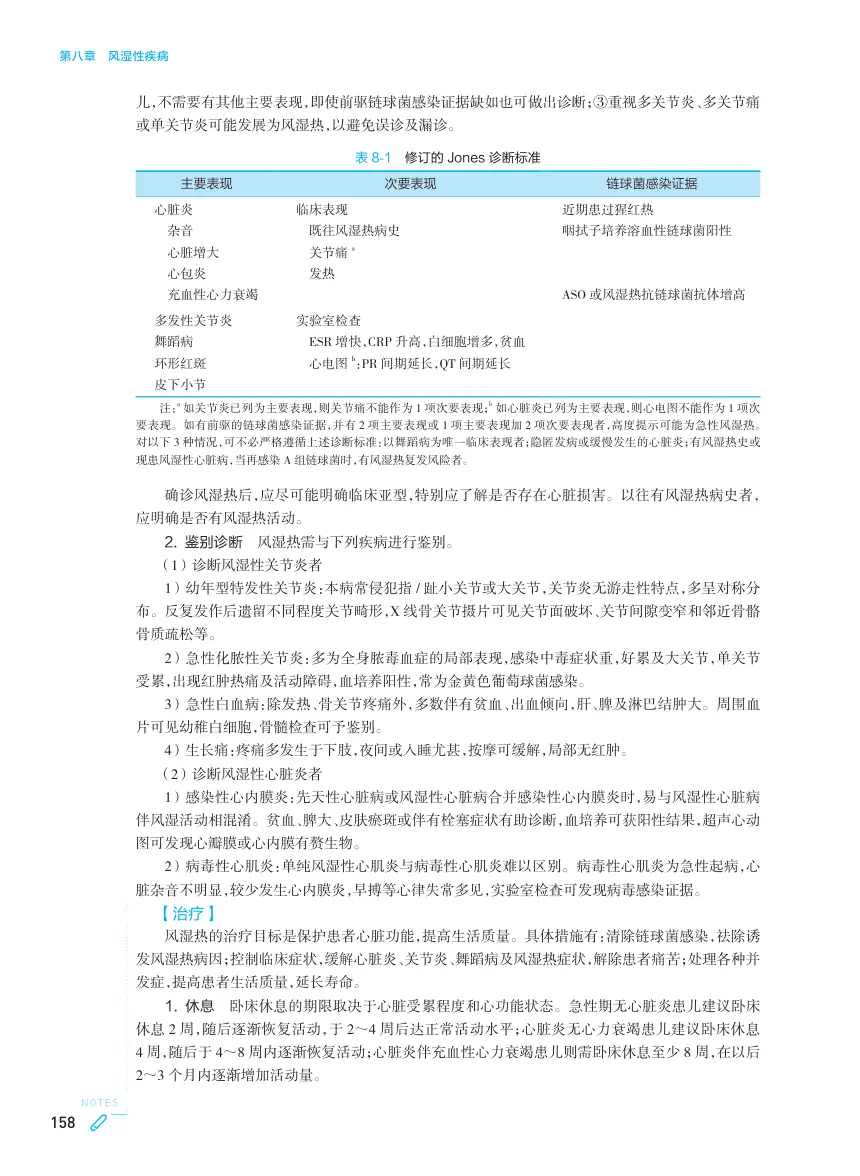 第八章 风湿性疾病
儿,不需要有其他主要表现,即使前驱链球菌感染证据缺如也可做出诊断;③重视多关节炎、多关节痛
或单关节炎可能发展为风湿热,以避免误诊及漏诊。
表 8-1 修订的 Jones 诊断标准
主要表现 次要表现 链球菌感染证据
心脏炎 临床表现 近期患过猩红热
杂音 既往风湿热病史 咽拭子培养溶血性链球菌阳性
心脏增大 关节痛 a
心包炎 发热
充血性心力衰竭 ASO 或风湿热抗链球菌抗体增高
多发性关节炎 实验室检查
舞蹈病 ESR 增快,CRP 升高,白细胞增多,贫血
环形红斑 心电图 b:PR 间期延长,QT 间期延长
皮下小节
注:a 如关节炎已列为主要表现,则关节痛不能作为 1 项次要表现;b 如心脏炎已列为主要表现,则心电图不能作为 1 项次
要表现。如有前驱的链球菌感染证据,并有 2 项主要表现或 1 项主要表现加 2 项次要表现者,高度提示可能为急性风湿热。
对以下 3 种情况,可不必严格遵循上述诊断标准:以舞蹈病为唯一临床表现者;隐匿发病或缓慢发生的心脏炎;有风湿热史或
现患风湿性心脏病,当再感染 A 组链球菌时,有风湿热复发风险者。
确诊风湿热后,应尽可能明确临床亚型,特别应了解是否存在心脏损害。以往有风湿热病史者,
应明确是否有风湿热活动。
2. 鉴别诊断 风湿热需与下列疾病进行鉴别。
（1）诊断风湿性关节炎者
1）幼年型特发性关节炎:本病常侵犯指 / 趾小关节或大关节,关节炎无游走性特点,多呈对称分
布。反复发作后遗留不同程度关节畸形,X 线骨关节摄片可见关节面破坏、关节间隙变窄和邻近骨骼
骨质疏松等。
2）急性化脓性关节炎:多为全身脓毒血症的局部表现,感染中毒症状重,好累及大关节,单关节
受累,出现红肿热痛及活动障碍,血培养阳性,常为金黄色葡萄球菌感染。
3）急性白血病:除发热、骨关节疼痛外,多数伴有贫血、出血倾向,肝、脾及淋巴结肿大。周围血
片可见幼稚白细胞,骨髓检查可予鉴别。
4）生长痛:疼痛多发生于下肢,夜间或入睡尤甚,按摩可缓解,局部无红肿。
（2）诊断风湿性心脏炎者
1）感染性心内膜炎:先天性心脏病或风湿性心脏病合并感染性心内膜炎时,易与风湿性心脏病
伴风湿活动相混淆。贫血、脾大、皮肤瘀斑或伴有栓塞症状有助诊断,血培养可获阳性结果,超声心动
图可发现心瓣膜或心内膜有赘生物。
2）病毒性心肌炎:单纯风湿性心肌炎与病毒性心肌炎难以区别。病毒性心肌炎为急性起病,心
脏杂音不明显,较少发生心内膜炎,早搏等心律失常多见,实验室检查可发现病毒感染证据。
【治疗】
风湿热的治疗目标是保护患者心脏功能,提高生活质量。具体措施有:清除链球菌感染,祛除诱
发风湿热病因;控制临床症状,缓解心脏炎、关节炎、舞蹈病及风湿热症状,解除患者痛苦;处理各种并
发症,提高患者生活质量,延长寿命。
1. 休息 卧床休息的期限取决于心脏受累程度和心功能状态。急性期无心脏炎患儿建议卧床
休息 2 周,随后逐渐恢复活动,于 2～4 周后达正常活动水平;心脏炎无心力衰竭患儿建议卧床休息
4 周,随后于 4～8 周内逐渐恢复活动;心脏炎伴充血性心力衰竭患儿则需卧床休息至少 8 周,在以后
2～3 个月内逐渐增加活动量。
NOTES
158